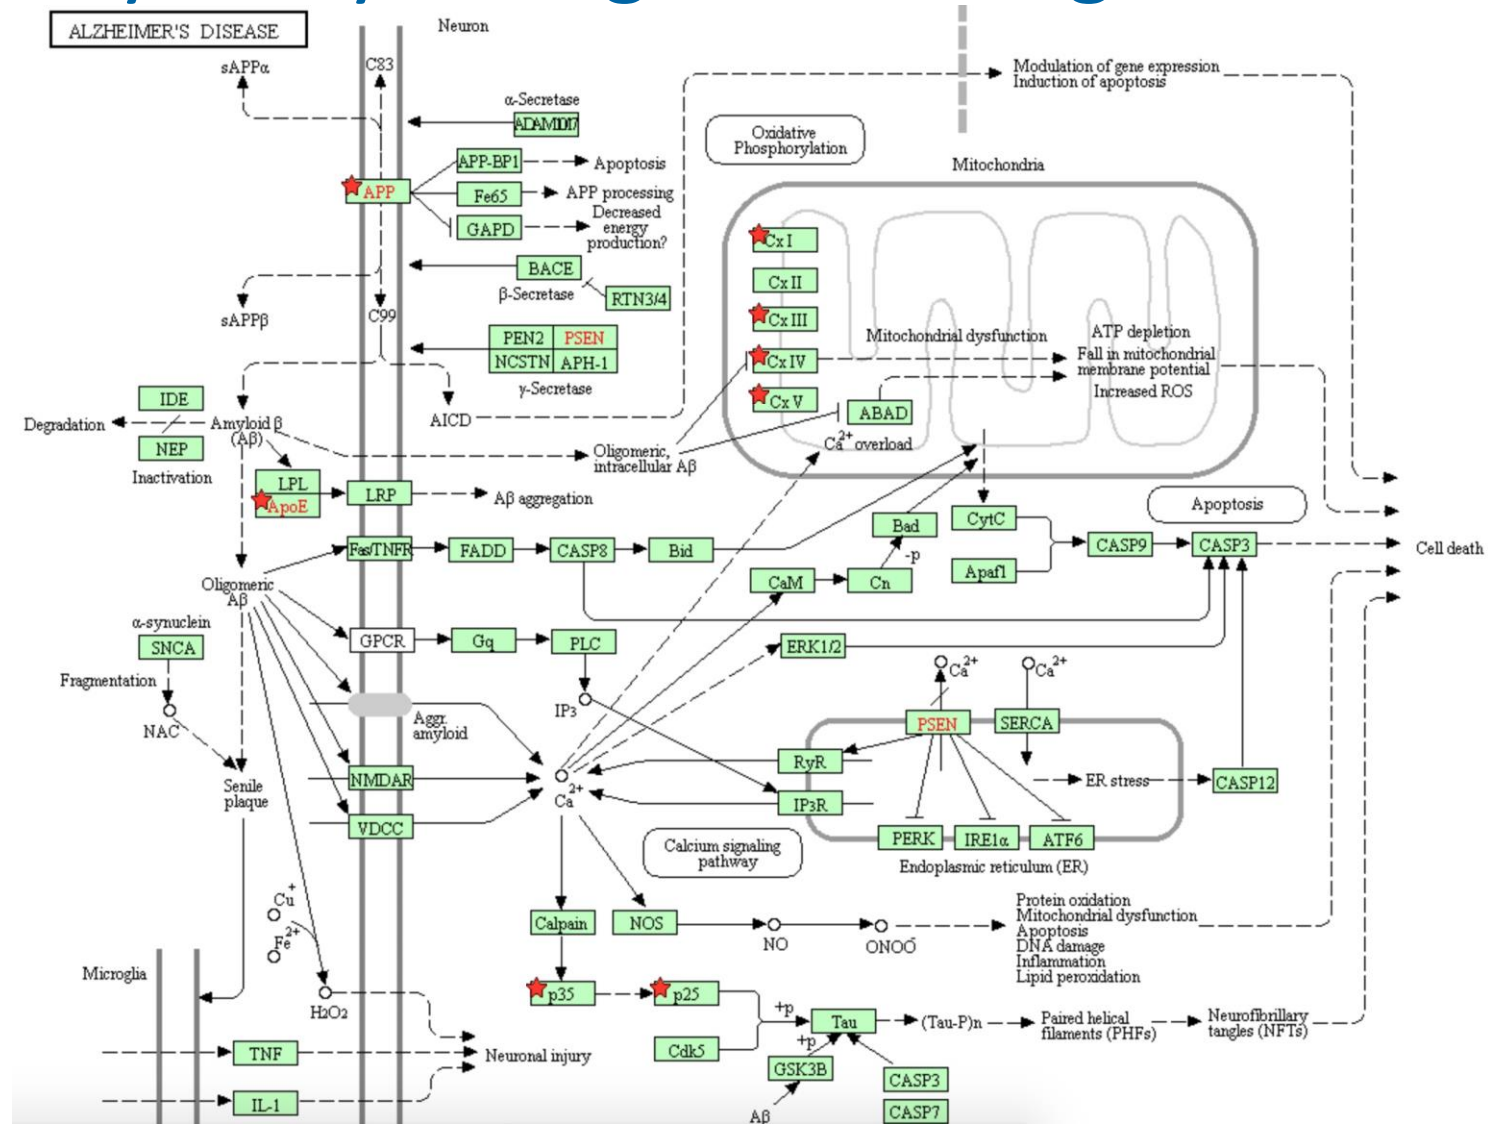 ALZHEIMER'S DISEASE
Neuron
sAPPα
C83
Modulation of gene expression
Induction of apoptosis
α-Secretase
Oxidative
Phosphorylation
Mitochondria
APP-BP1
Apoptosis
APP
Fe65
APP processing
GAPD
Decreased
energy
production?
Cx I
BACE
β-Secretase
RTN3/4
Cx II
sAPPβ
C99
Cx III
PEN2
PSEN
NCSTN
APH-1
γ-Secretase
Mitochondrial dysfunction
ATP depletion
Fall in mitochondrial
membrane potential
Increased ROS
Cx IV
Cx V
ABAD
IDE
Degradation
Amyloid β
(Aβ)
NEP
Inactivation
AICD
Oligomeric,
intracellular Aβ
Ca2+ overload
LPL
ApoE
LRP
Aβ aggregation
Bad
CytC
Apoptosis
Fas/TNFR
FADD
CASP8
Bid
-p
CASP9
CASP3
Cell death
Oligomeric
Aβ
CaM
Cn
Apaf1
α-synuclein
SNCA
GPCR
Gq
PLC
ERK1/2
Fragmentation
NAC
IP3
Ca2+
Ca2+
Aggr.
amyloid
PSEN
SERCA
RyR
Senile
plaque
NMDAR
Ca2+
IP3R
ER stress
CASP12
VDCC
Calcium signaling
pathway
PERK
IRE1α
ATF6
Endoplasmic reticulum (ER)
Cu+
Fe2+
Calpain
NOS
NO
ONOO-
Protein oxidation
Mitochondrial dysfunction
Apoptosis
DNA damage
Inflammation
Lipid peroxidation
Microglia
H2O2
p35
p25
+p
Tau
(Tau-P)n
Paired helical
filaments (PHFs)
Neurofibrillary
tangles (NFTs)
TNF
Neuronal injury
Cdk5
+p
GSK3B
CASP3
IL-1
Aβ
CASP7